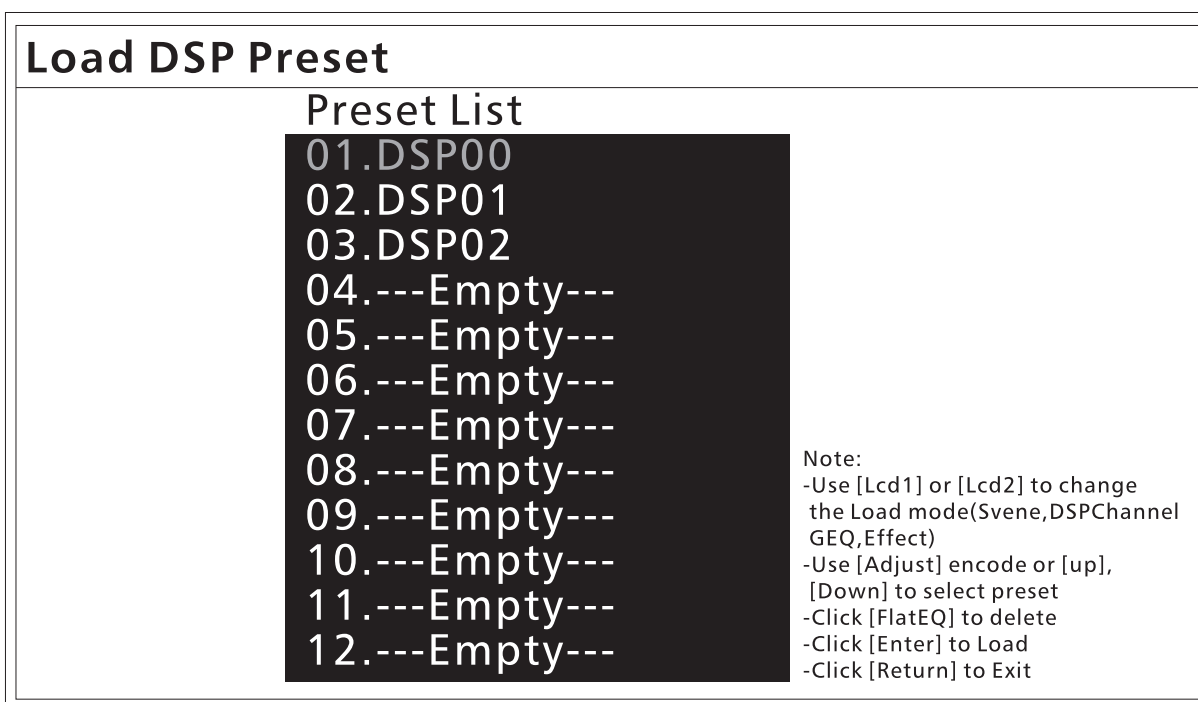 Load DSP Preset
Preset List
01.DSP00
02.DSP01
03.DSP02
04.---Empty---
05.---Empty---
06.---Empty---
07.---Empty---
08.---Empty---
09.---Empty---
10.---Empty---
11.---Empty---
12.---Empty---
Note:
-Use [Lcd1] or [Lcd2] to change
the Load mode(Svene,DSPChannel
GEQ,Effect)
-Use [Adjust] encode or [up],
[Down] to select preset
-Click [FlatEQ] to delete
-Click [Enter] to Load
-Click [Return] to Exit